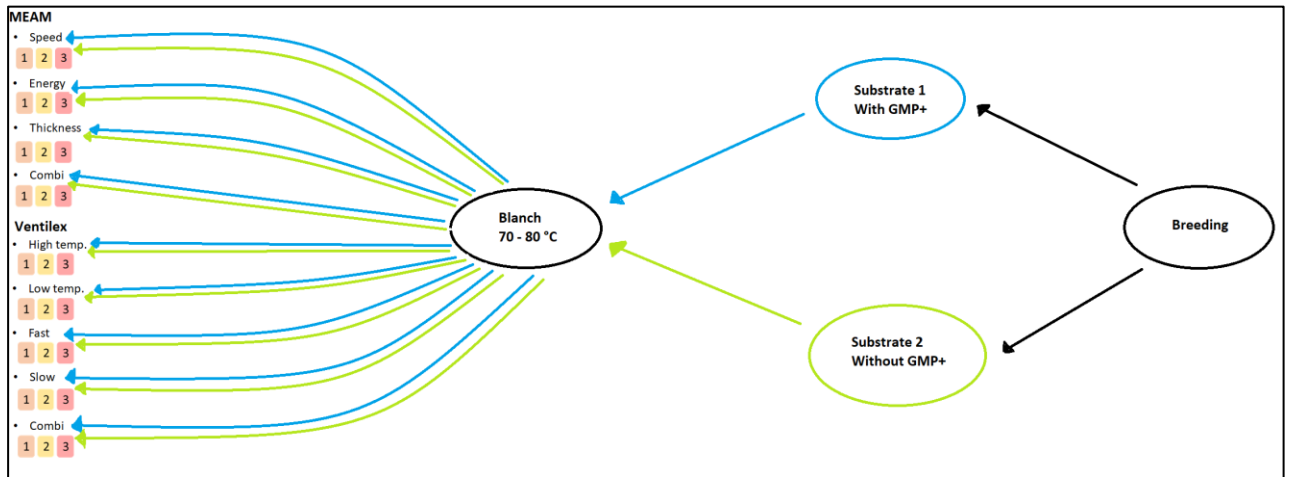 MEAM
• Speed
1 2 3
• Energy
1 2 3
• Thickness
1 2 3
• Combi
1 2 3
Ventilex
• High temp.
1 2 3
• Low temp.
1 2 3
• Fast
1 2 3
• Slow
1 2 3
• Combi
1 2 3
Blanch
70 - 80 °C
Substrate 1
With GMP+
Substrate 2
Without GMP+
Breeding